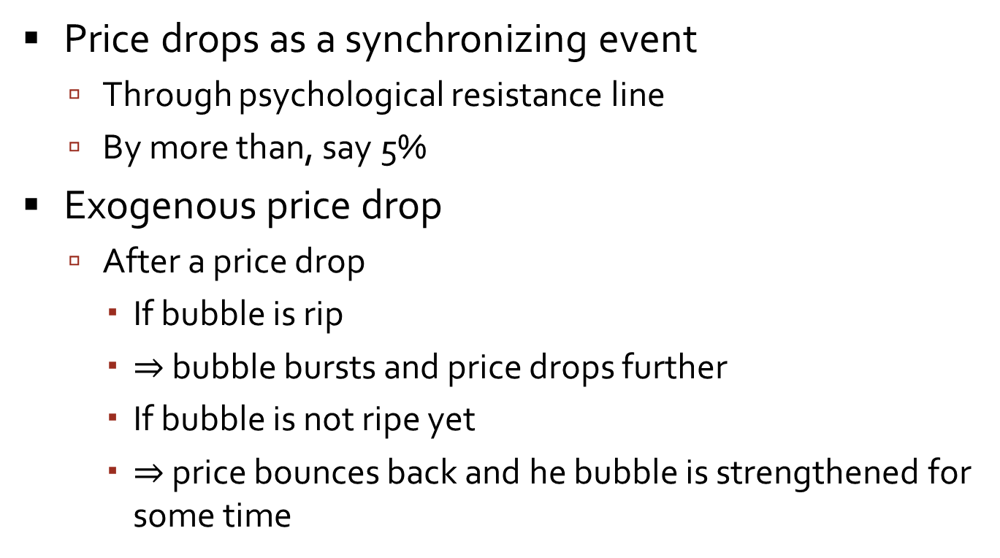 ▪ Price drops as a synchronizing event
▫ Through psychological resistance line
▫ By more than, say 5%
▪ Exogenous price drop
▫ After a price drop
▪ If bubble is rip
▪ ⇒ bubble bursts and price drops further
▪ If bubble is not ripe yet
▪ ⇒ price bounces back and he bubble is strengthened for
some time